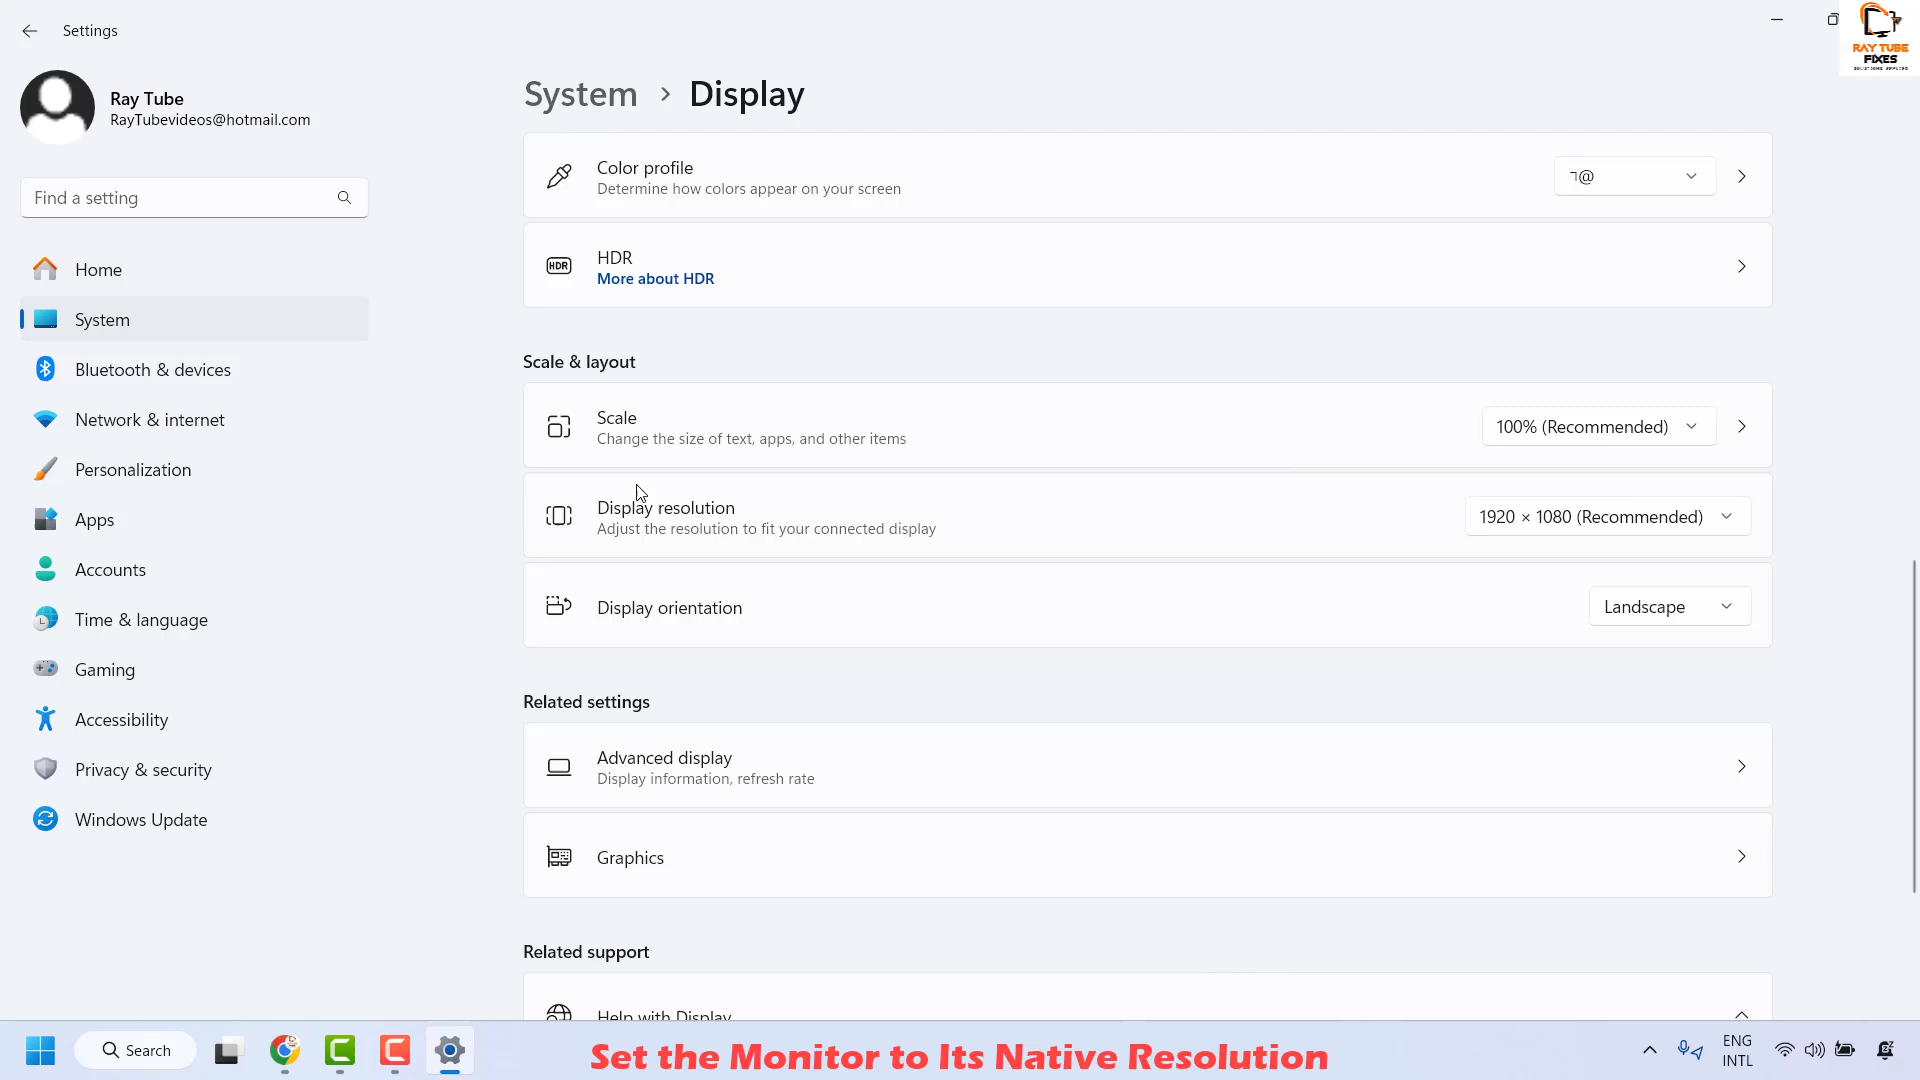 Settings
RAY TUBE
FIXES
Ray Tube
RayTubevideos@hotmail.com
Find a setting
Home
System
Bluetooth & devices
Network & internet
Personalization
Apps
Accounts
Time & language
Gaming
Accessibility
Privacy & security
Windows Update
System > Display
Color profile
Determine how colors appear on your screen
ר@
HDR
HDR
More about HDR
Scale & layout
Scale
Change the size of text, apps, and other items
100% (Recommended)
Display resolution
Adjust the resolution to fit your connected display
1920 × 1080 (Recommended)
Display orientation
Landscape
Related settings
Advanced display
Display information, refresh rate
Graphics
Related support
Help with Display
Search
Set the Monitor to Its Native Resolution
ENG
INTL